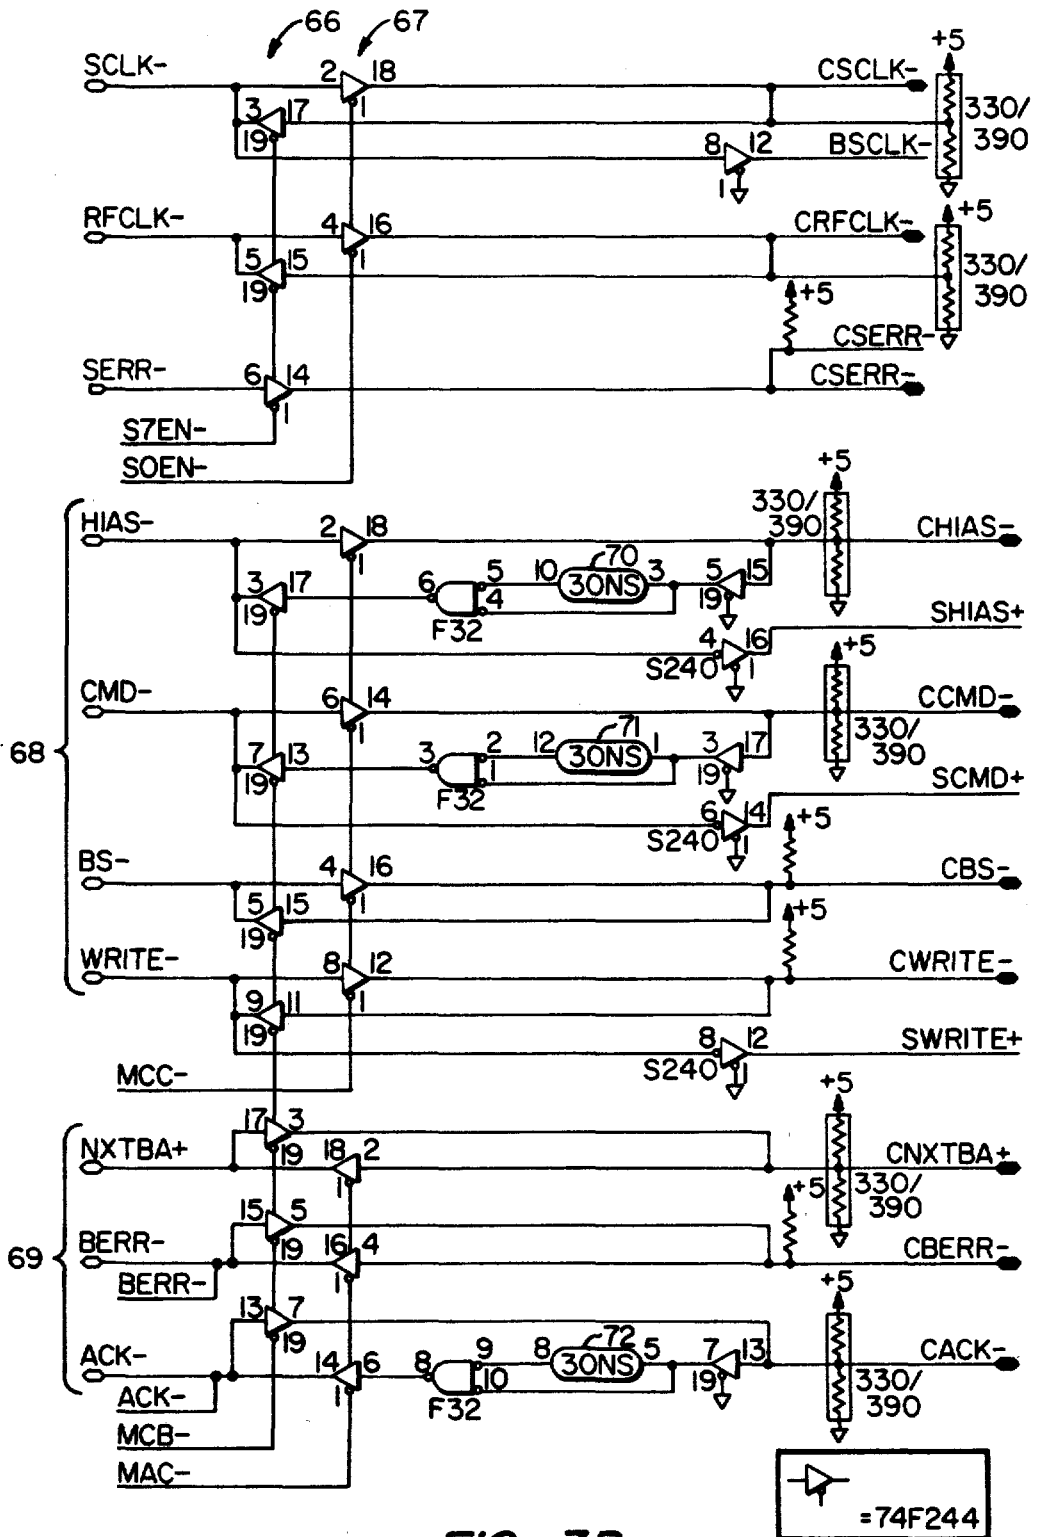 66 67
SCLK- 2 18 CSCLK- +5
1
3 17 330/
19 390
8 12 BSCLK-
1
RFCLK- 4 16 CRFCLK- +5
1
5 15 330/
19 390
+5
CSERR-
SERR- 6 14 CSERR-
1
S7EN-
SOEN-
+5
330/
390
HIAS- 2 18 CHIAS-
1
70
3 17 6 5 10 30NS 3 5 15
19 4 19
F32
SHIAS+
4 16
S240 1
+5
CMD- 6 14 CCMD-
1
71 330/
390
7 13 3 2 12 30NS 1 3 17
19 1 19
F32
68
SCMD+
6 14
S240 1
+5
BS- 4 16 CBS-
1
5 15
19
+5
WRITE- 8 12 CWRITE-
1
9 11
19
8 12 SWRITE+
S240 1
MCC-
+5
17 3
19
NXTBA+ 18 2 CNXTBA+
1
330/
390
+5
15 5
19
69
BERR- 16 4 CBERR-
1
BERR-
+5
13 7
19
72
ACK- 14 6 8 9 8 30NS 5 7 13 CACK-
1 10 19
F32
330/
390
ACK-
MCB-
MAC-
=74F244
FIG. 3B